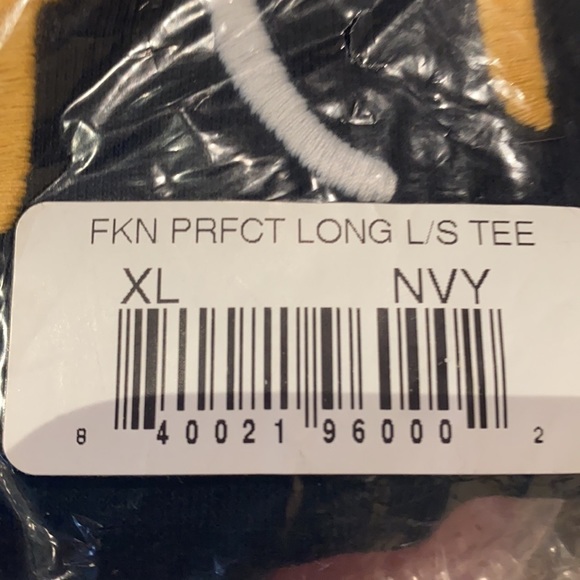 FKN PRFCT LONG L/S TEE
XL NVY
8 40021 96000 2